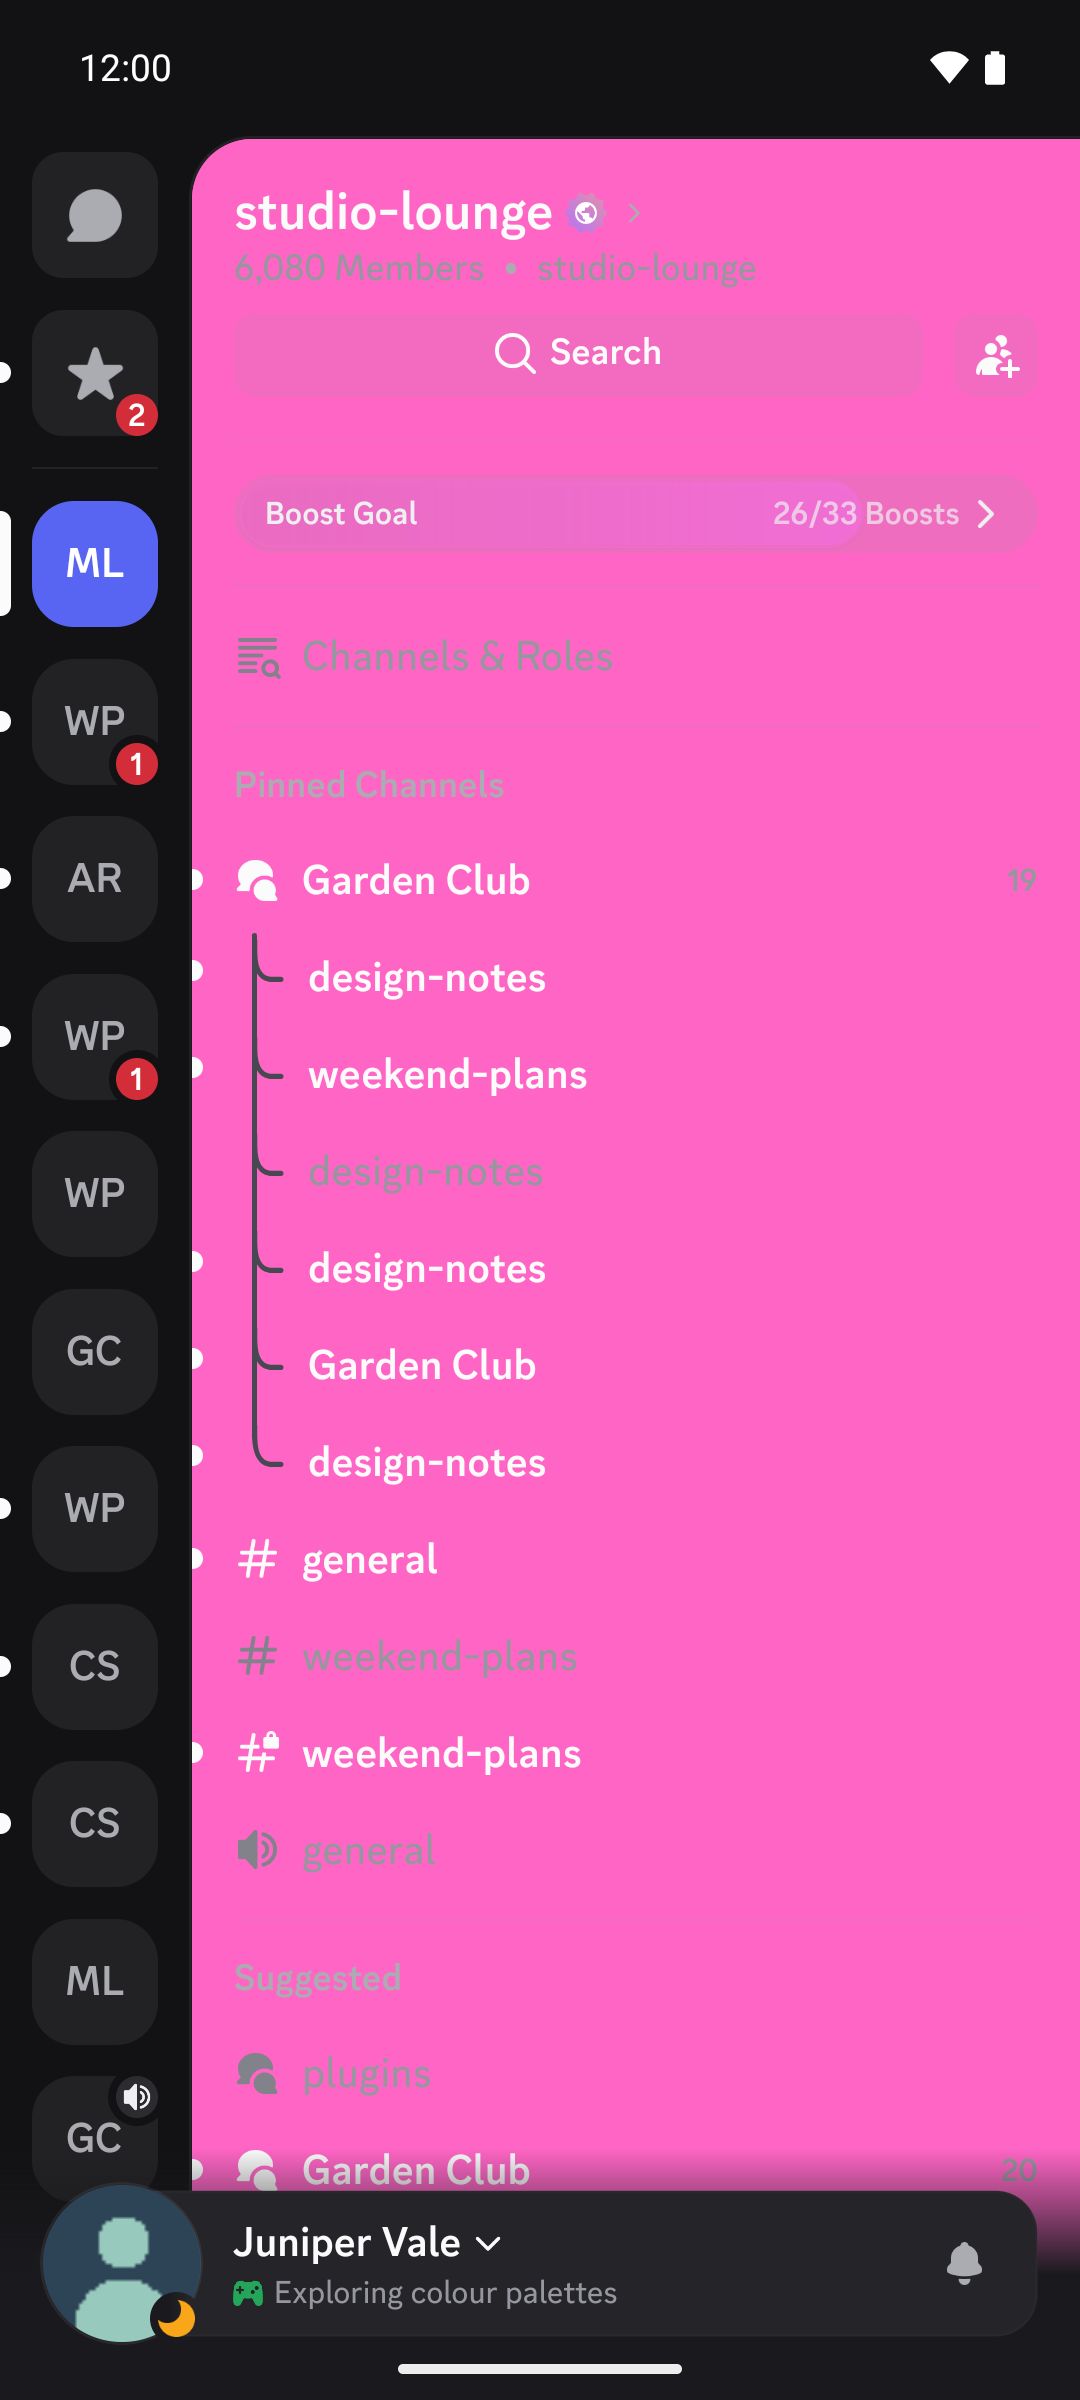 12:00
studio-lounge
6,080 Members • studio-lounge
Search
2
Boost Goal
26/33 Boosts
ML
Channels & Roles
WP
1
Pinned Channels
AR
Garden Club
19
design-notes
WP
1
weekend-plans
design-notes
WP
design-notes
GC
Garden Club
design-notes
WP
general
CS
weekend-plans
weekend-plans
CS
general
ML
Suggested
plugins
GC
Garden Club
20
Juniper Vale
Exploring colour palettes